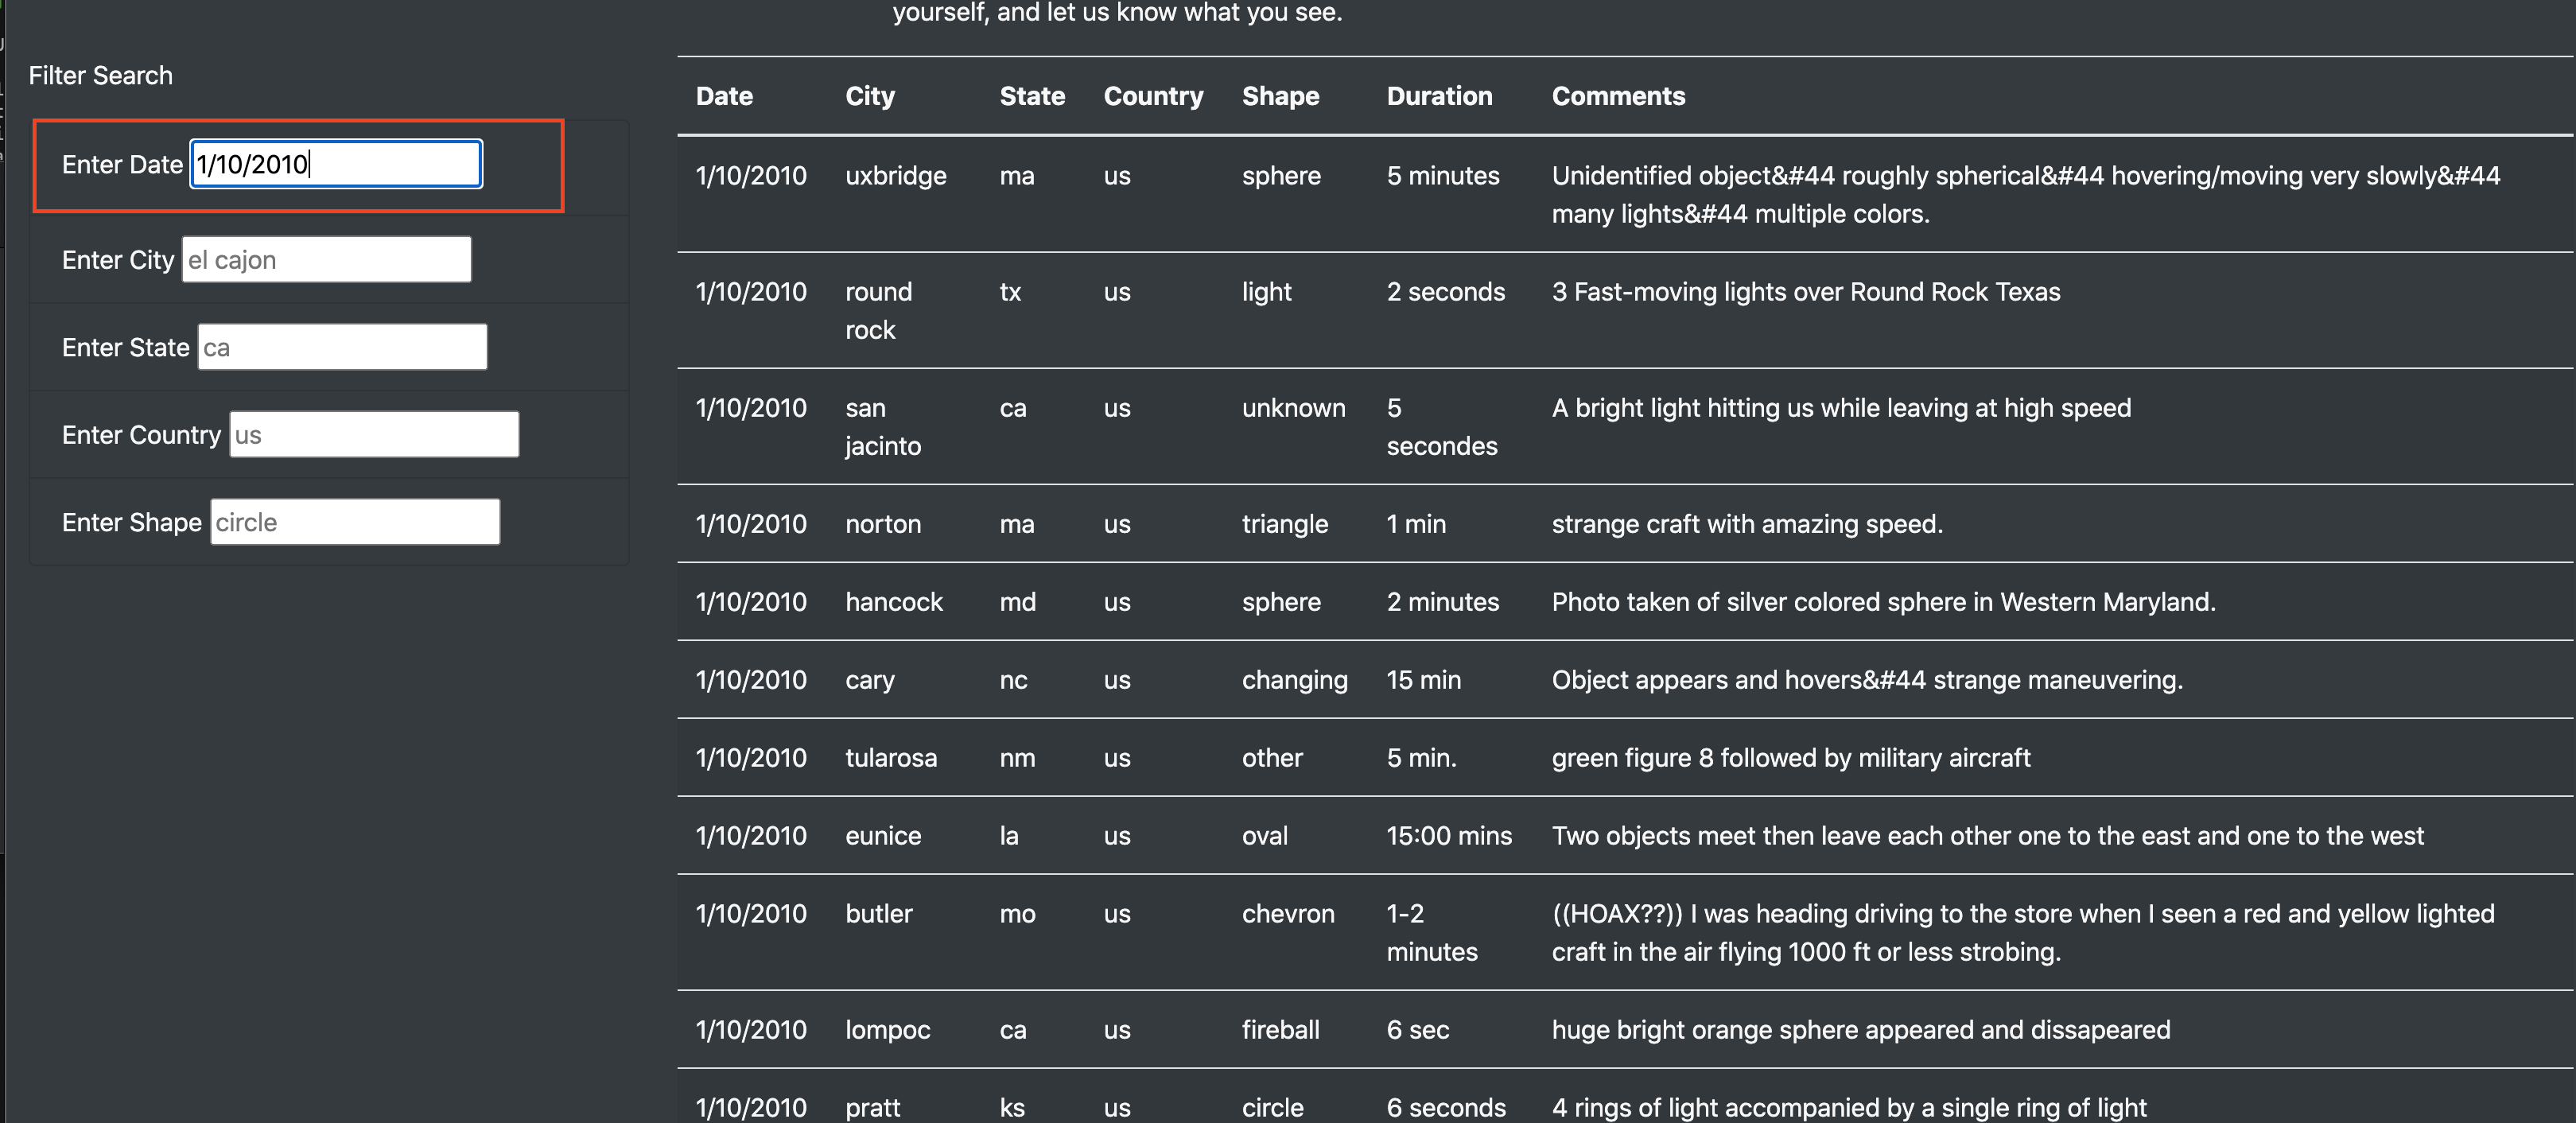 yourself, and let us know what you see.
Filter Search
Enter Date 1/10/2010
Enter City el cajon
Enter State ca
Enter Country us
Enter Shape circle
Date City State Country Shape Duration Comments
1/10/2010 uxbridge ma us sphere 5 minutes Unidentified object&#44 roughly spherical&#44 hovering/moving very slowly&#44
many lights&#44 multiple colors.
1/10/2010 round tx us light 2 seconds 3 Fast-moving lights over Round Rock Texas
rock
1/10/2010 san ca us unknown 5 A bright light hitting us while leaving at high speed
jacinto secondes
1/10/2010 norton ma us triangle 1 min strange craft with amazing speed.
1/10/2010 hancock md us sphere 2 minutes Photo taken of silver colored sphere in Western Maryland.
1/10/2010 cary nc us changing 15 min Object appears and hovers&#44 strange maneuvering.
1/10/2010 tularosa nm us other 5 min. green figure 8 followed by military aircraft
1/10/2010 eunice la us oval 15:00 mins Two objects meet then leave each other one to the east and one to the west
1/10/2010 butler mo us chevron 1-2 ((HOAX??)) I was heading driving to the store when I seen a red and yellow lighted
minutes craft in the air flying 1000 ft or less strobing.
1/10/2010 lompoc ca us fireball 6 sec huge bright orange sphere appeared and dissapeared
1/10/2010 pratt ks us circle 6 seconds 4 rings of light accompanied by a single ring of light